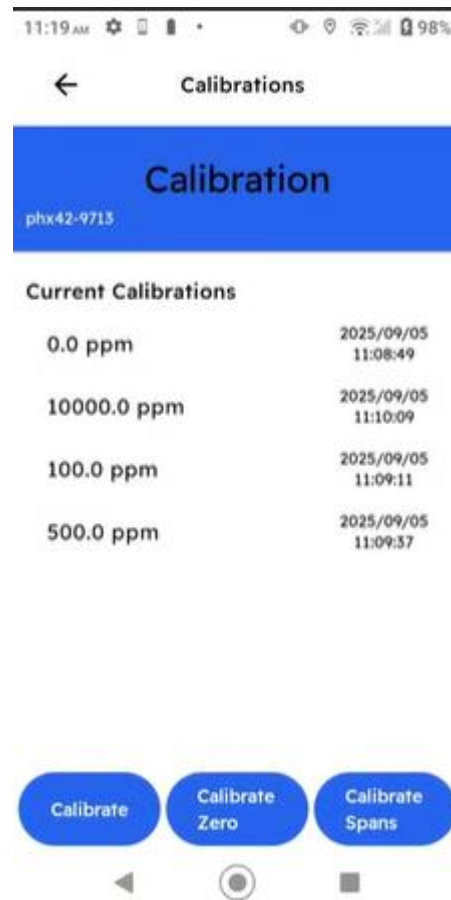 11:19 AM 98%
Calibrations
Calibration
phx42-9713
Current Calibrations
0.0 ppm
2025/09/05
11:08:49
10000.0 ppm
2025/09/05
11:10:09
100.0 ppm
2025/09/05
11:09:11
500.0 ppm
2025/09/05
11:09:37
Calibrate
Calibrate
Zero
Calibrate
Spans